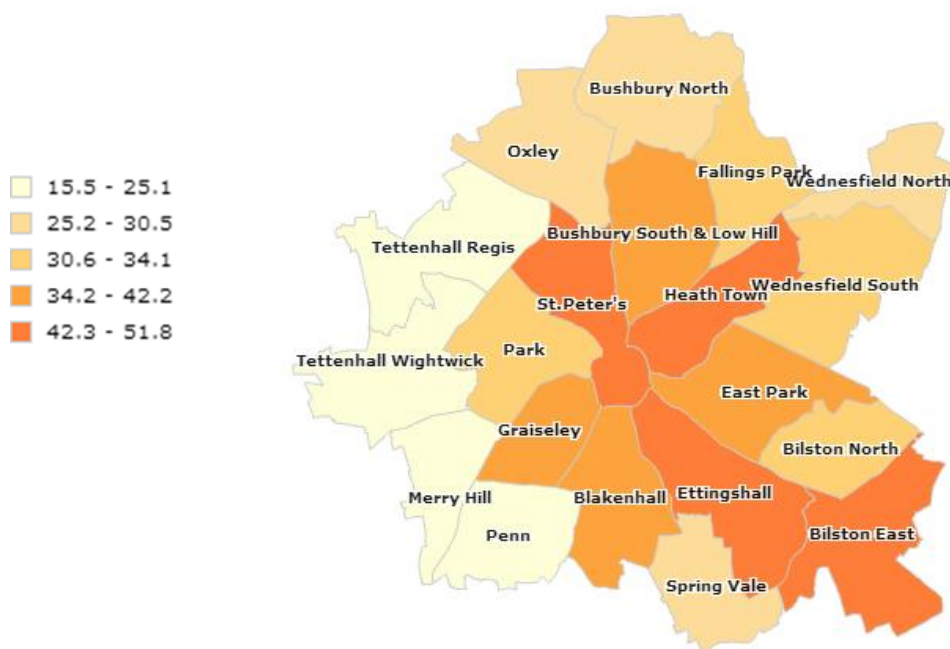 15.5 - 25.1
25.2 - 30.5
30.6 - 34.1
34.2 - 42.2
42.3 - 51.8
Bushbury North
Oxley
Fallings Park
Wednesfield North
Tettenhall Regis
Bushbury South & Low Hill
St.Peter's
Heath Town
Wednesfield South
Tettenhall Wightwick
Park
East Park
Graiseley
Bilston North
Merry Hill
Blakenhall
Ettingshall
Penn
Bilston East
Spring Vale